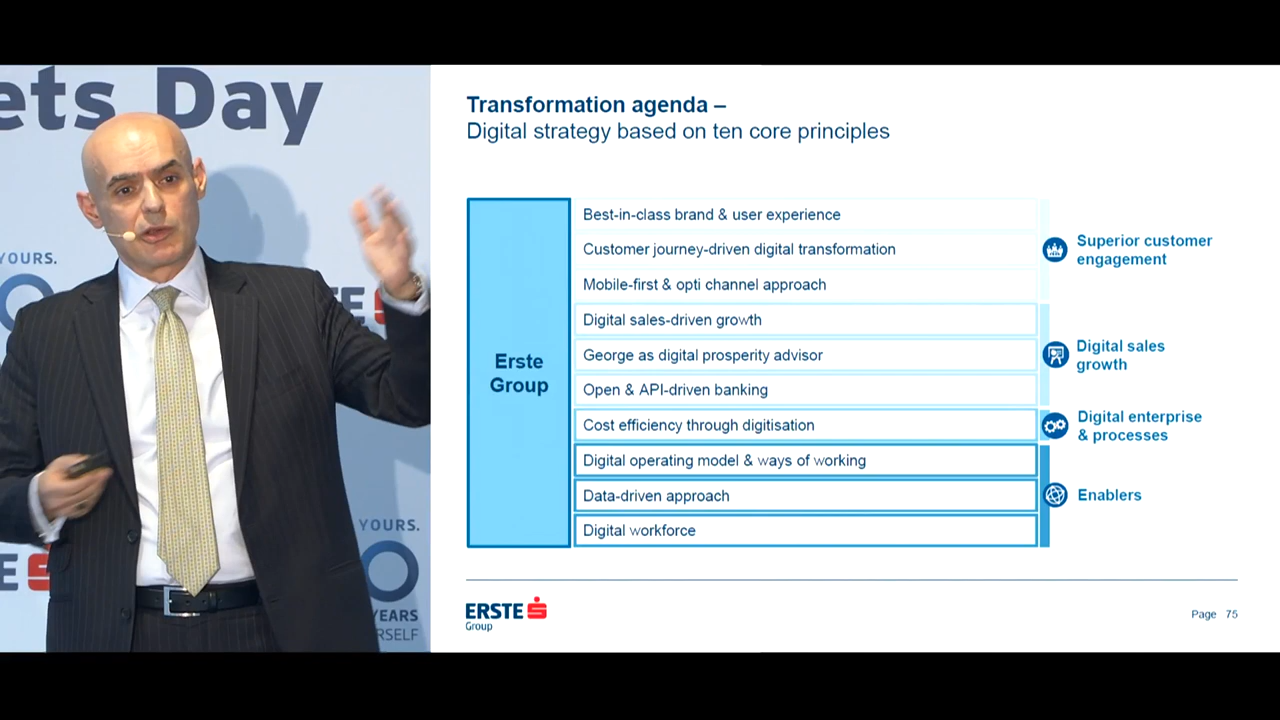 ets Day
YOURS.
TE
E
YOURS.
YEARS
RSELF
Transformation agenda –
Digital strategy based on ten core principles
Erste
Group
Best-in-class brand & user experience
Customer journey-driven digital transformation
Mobile-first & opti channel approach
Digital sales-driven growth
George as digital prosperity advisor
Open & API-driven banking
Cost efficiency through digitisation
Digital operating model & ways of working
Data-driven approach
Digital workforce
Superior customer
engagement
Digital sales
growth
Digital enterprise
& processes
Enablers
ERSTE
Group
Page 75